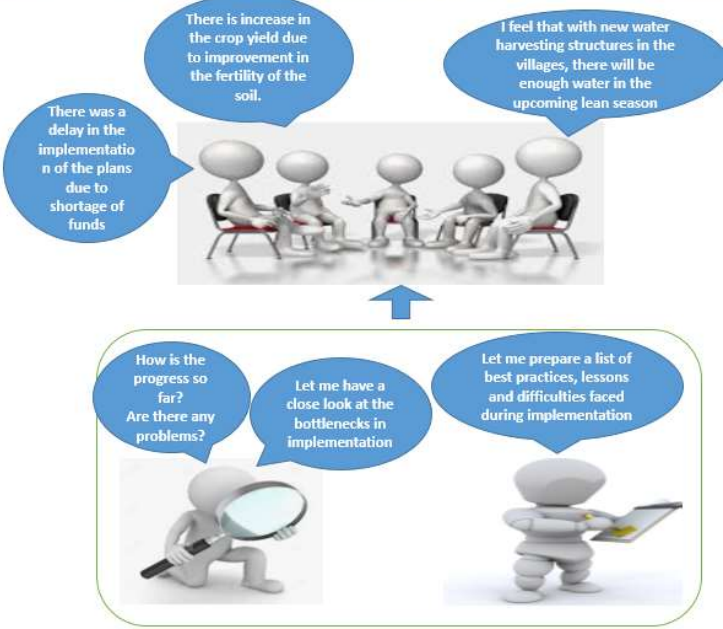 There is increase in
the crop yield due
to improvement in
the fertility of the
soil.
I feel that with new water
harvesting structures in the
villages, there will be
enough water in the
upcoming lean season
There was a
delay in the
implementatio
n of the plans
due to
shortage of
funds
How is the
progress so
far?
Are there any
problems?
Let me have a
close look at the
bottlenecks in
implementation
Let me prepare a list of
best practices, lessons
and difficulties faced
during implementation